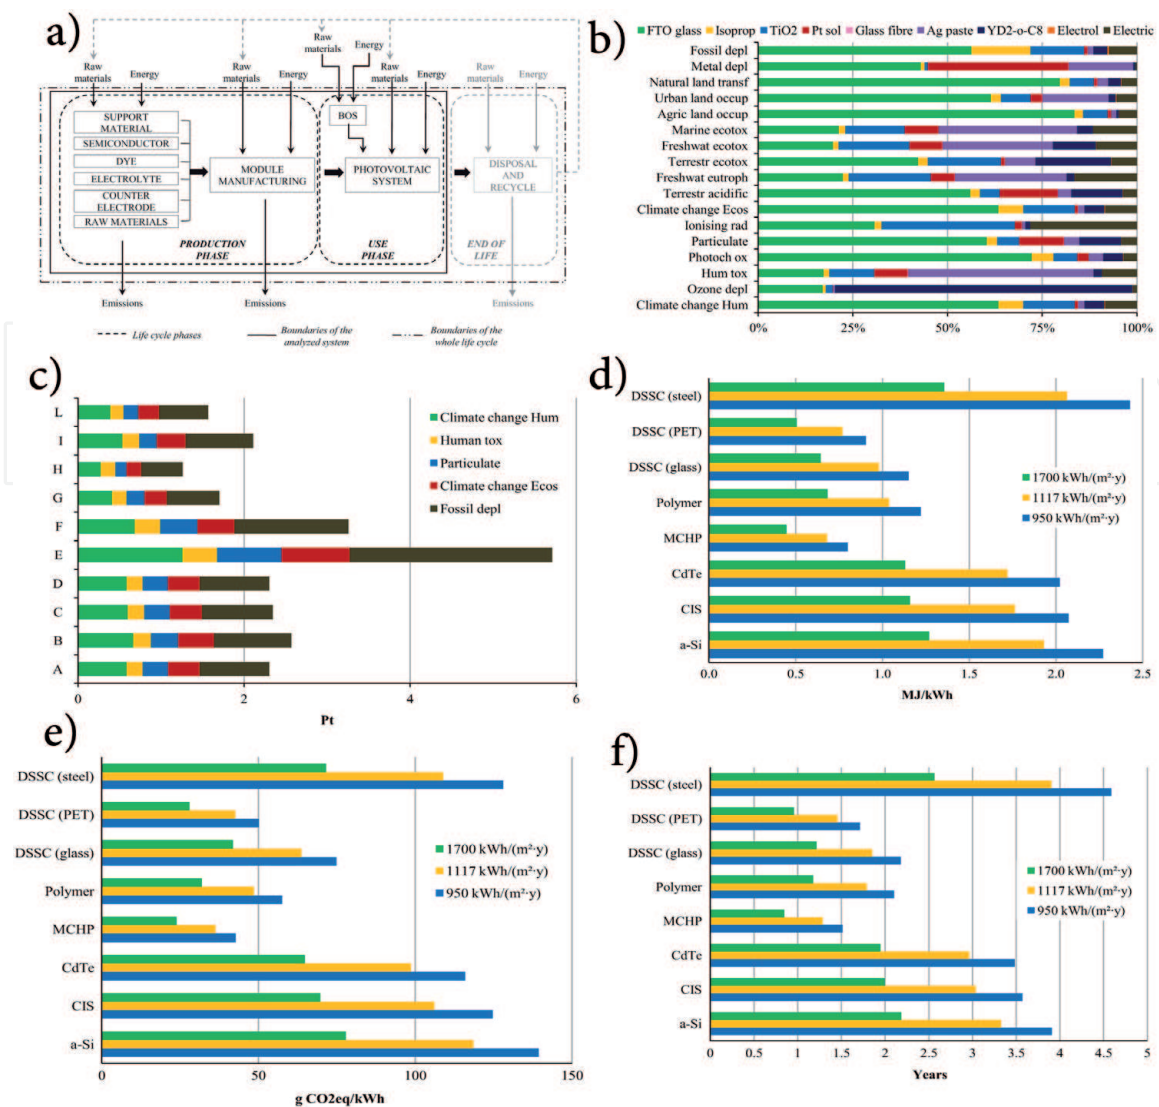 a)
Raw
materials
Energy
Raw
materials
Energy
Raw
materials
Energy
Raw
materials
Energy
Raw
materials
Energy
SUPPORT
MATERIAL
SEMICONDUCTOR
DYE
ELECTROLYTE
COUNTER
ELECTRODE
RAW MATERIALS
MODULE
MANUFACTURING
BOS
PHOTOVOLTAIC
SYSTEM
DISPOSAL
AND
RECYCLE
PRODUCTION
PHASE
USE
PHASE
END OF
LIFE
Emissions
Emissions
Emissions
Life cycle phases
Boundaries of the
analyzed system
Boundaries of the
whole life cycle
b)
FTO glass Isoprop TiO2 Pt sol Glass fibre Ag paste YD2-o-C8 Electrol Electric
Fossil depl
Metal depl
Natural land transf
Urban land occup
Agric land occup
Marine ecotox
Freshwat ecotox
Terrestr ecotox
Freshwat eutroph
Terrestr acidific
Climate change Ecos
Ionising rad
Particulate
Photoch ox
Hum tox
Ozone depl
Climate change Hum
0% 25% 50% 75% 100%
c)
L
I
H
G
F
E
D
C
B
A
0 2 4 6
Pt
Climate change Hum
Human tox
Particulate
Climate change Ecos
Fossil depl
d)
DSSC (steel)
DSSC (PET)
DSSC (glass)
Polymer
MCHP
CdTe
CIS
a-Si
0.0 0.5 1.0 1.5 2.0 2.5
MJ/kWh
1700 kWh/(m²·y)
1117 kWh/(m²·y)
950 kWh/(m²·y)
e)
DSSC (steel)
DSSC (PET)
DSSC (glass)
Polymer
MCHP
CdTe
CIS
a-Si
0 50 100 150
g CO2eq/kWh
1700 kWh/(m²·y)
1117 kWh/(m²·y)
950 kWh/(m²·y)
f)
DSSC (steel)
DSSC (PET)
DSSC (glass)
Polymer
MCHP
CdTe
CIS
a-Si
0 0.5 1 1.5 2 2.5 3 3.5 4 4.5 5
Years
1700 kWh/(m²·y)
1117 kWh/(m²·y)
950 kWh/(m²·y)